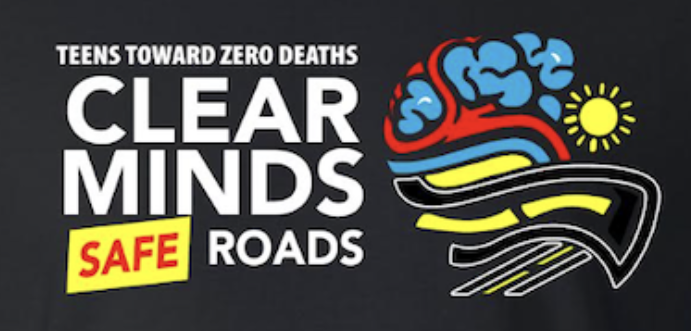 TEENS TOWARD ZERO DEATHS
CLEAR
MINDS
SAFE ROADS